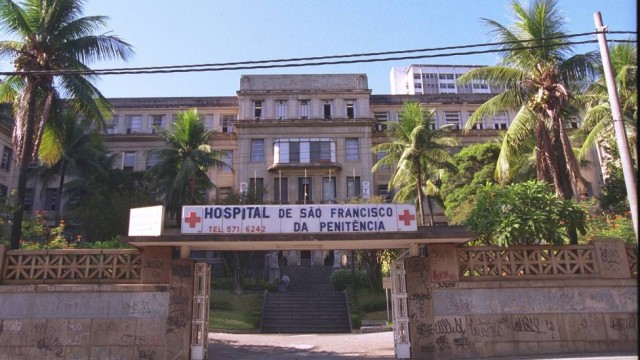 HOSPITAL DE SÃO FRANCISCO
TEL. 571 6242 DA PENITÊNCIA